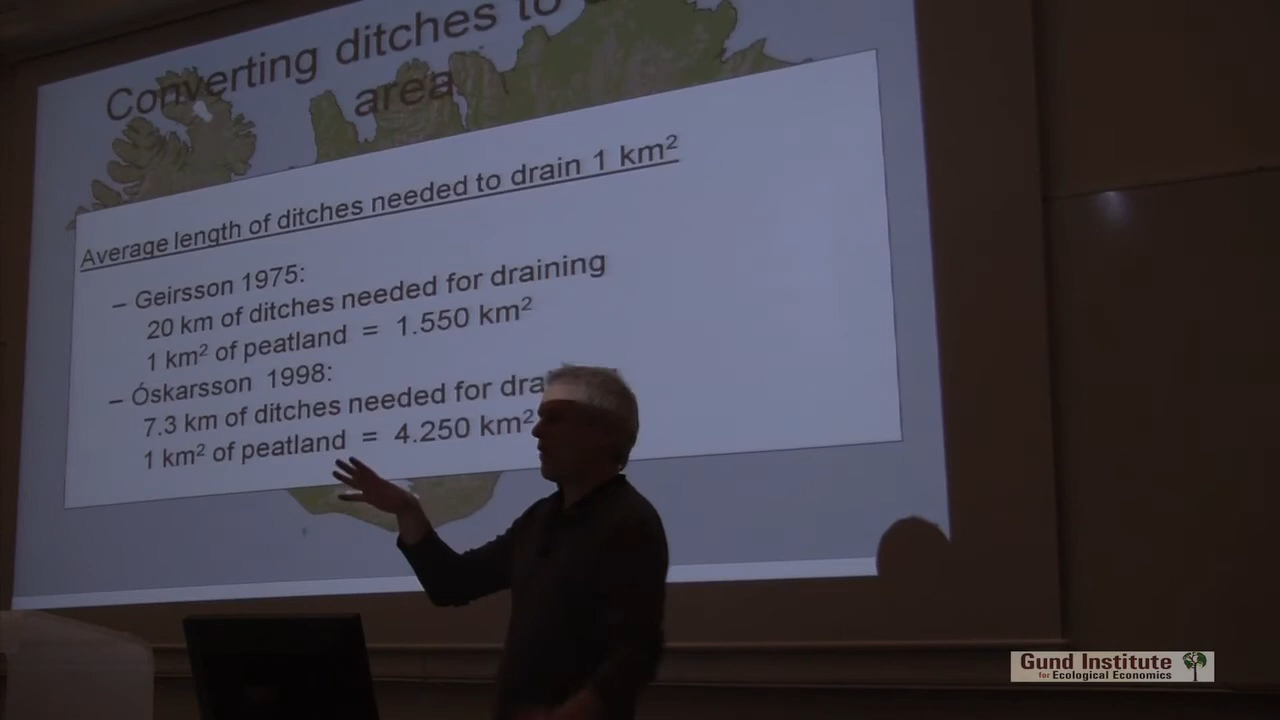 Converting ditches to
area
Average length of ditches needed to drain 1 km²
– Geirsson 1975:
20 km of ditches needed for draining
1 km² of peatland = 1.550 km²
– Óskarsson 1998:
7.3 km of ditches needed for dra
1 km² of peatland = 4.250 km²
Gund Institute
for Ecological Economics